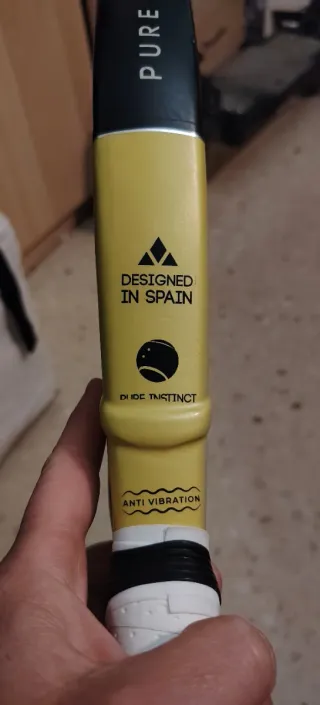 PURE
DESIGNED
IN SPAIN
PURE INSTINCT
ANTI VIBRATION